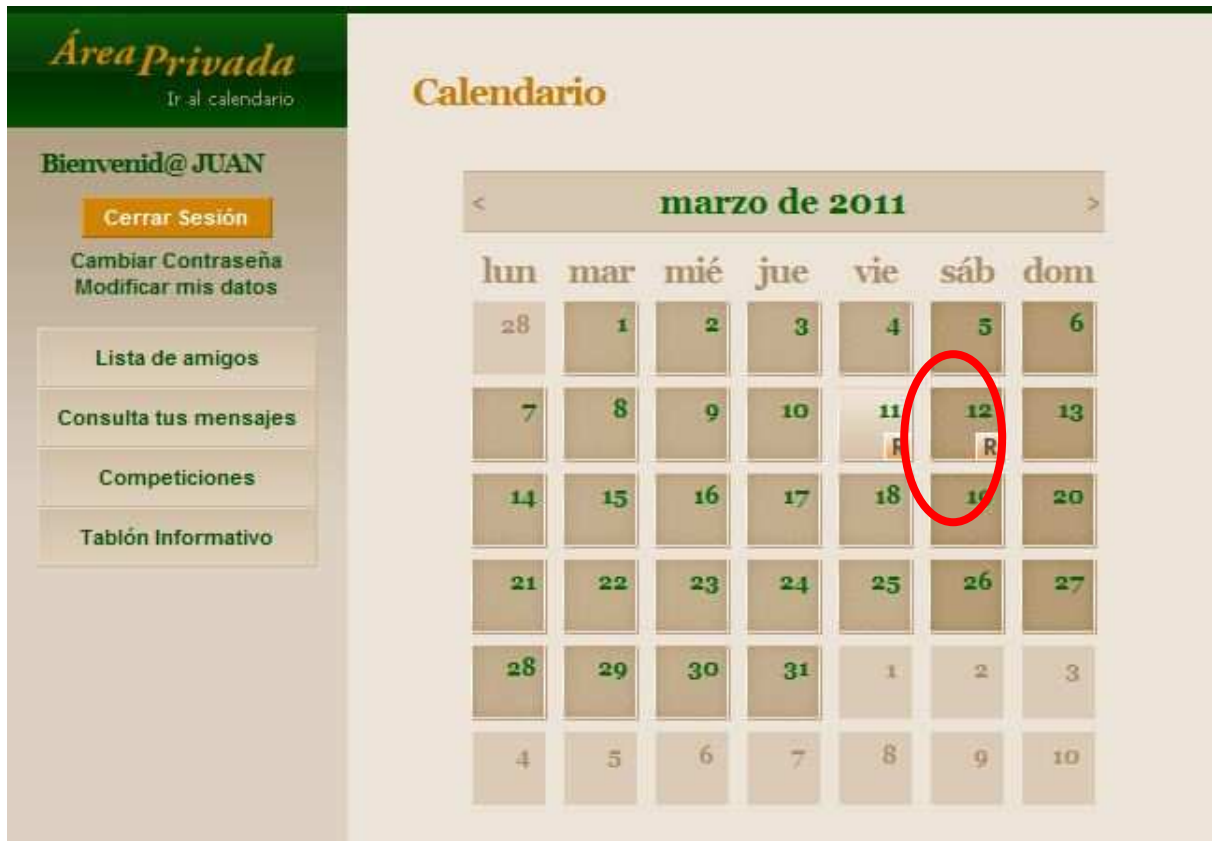 Área Privada
Ir al calendario
Calendario
Bienvenid@ JUAN
Cerrar Sesión
Cambiar Contraseña
Modificar mis datos
Lista de amigos
Consulta tus mensajes
Competiciones
Tablón Informativo
< marzo de 2011 >
lun mar mié jue vie sáb dom
28 1 2 3 4 5 6
7 8 9 10 11 12 13
R R
14 15 16 17 18 19 20
21 22 23 24 25 26 27
28 29 30 31 1 2 3
4 5 6 7 8 9 10